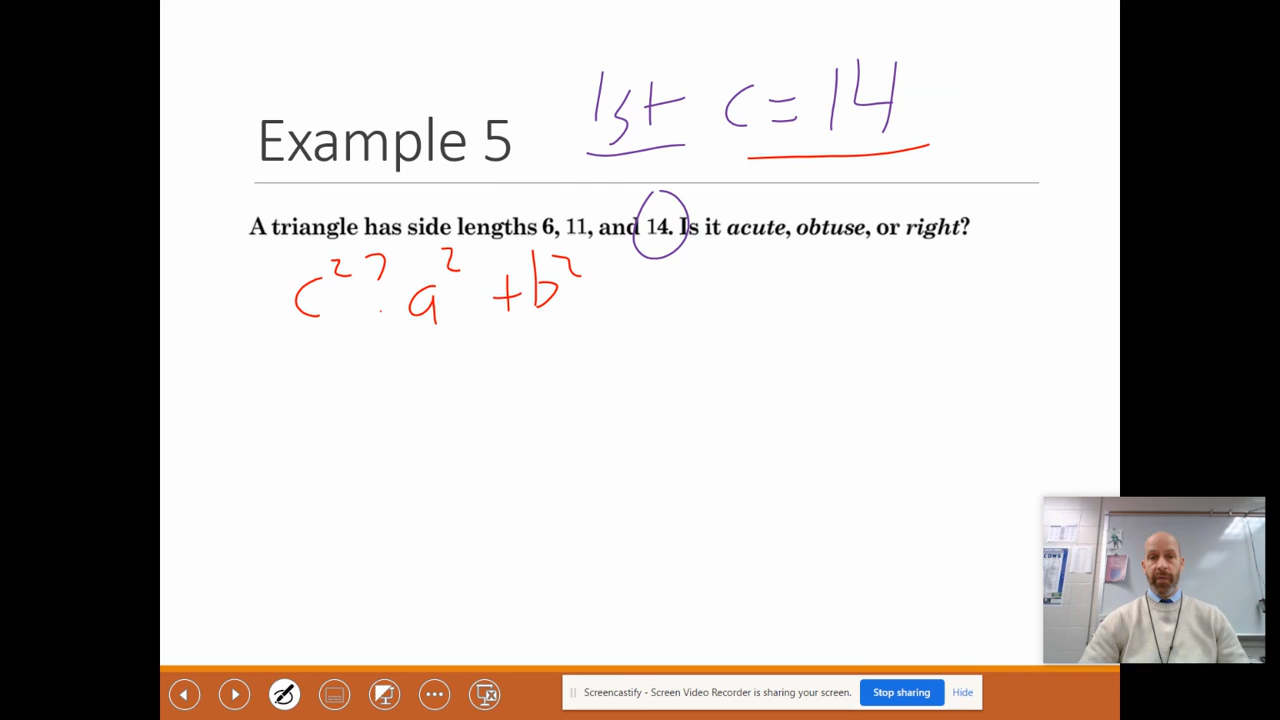 1st c = 14
Example 5
A triangle has side lengths 6, 11, and 14. Is it acute, obtuse, or right?
c² ? a² + b²
CONS
Screencastify - Screen Video Recorder is sharing your screen. Stop sharing Hide